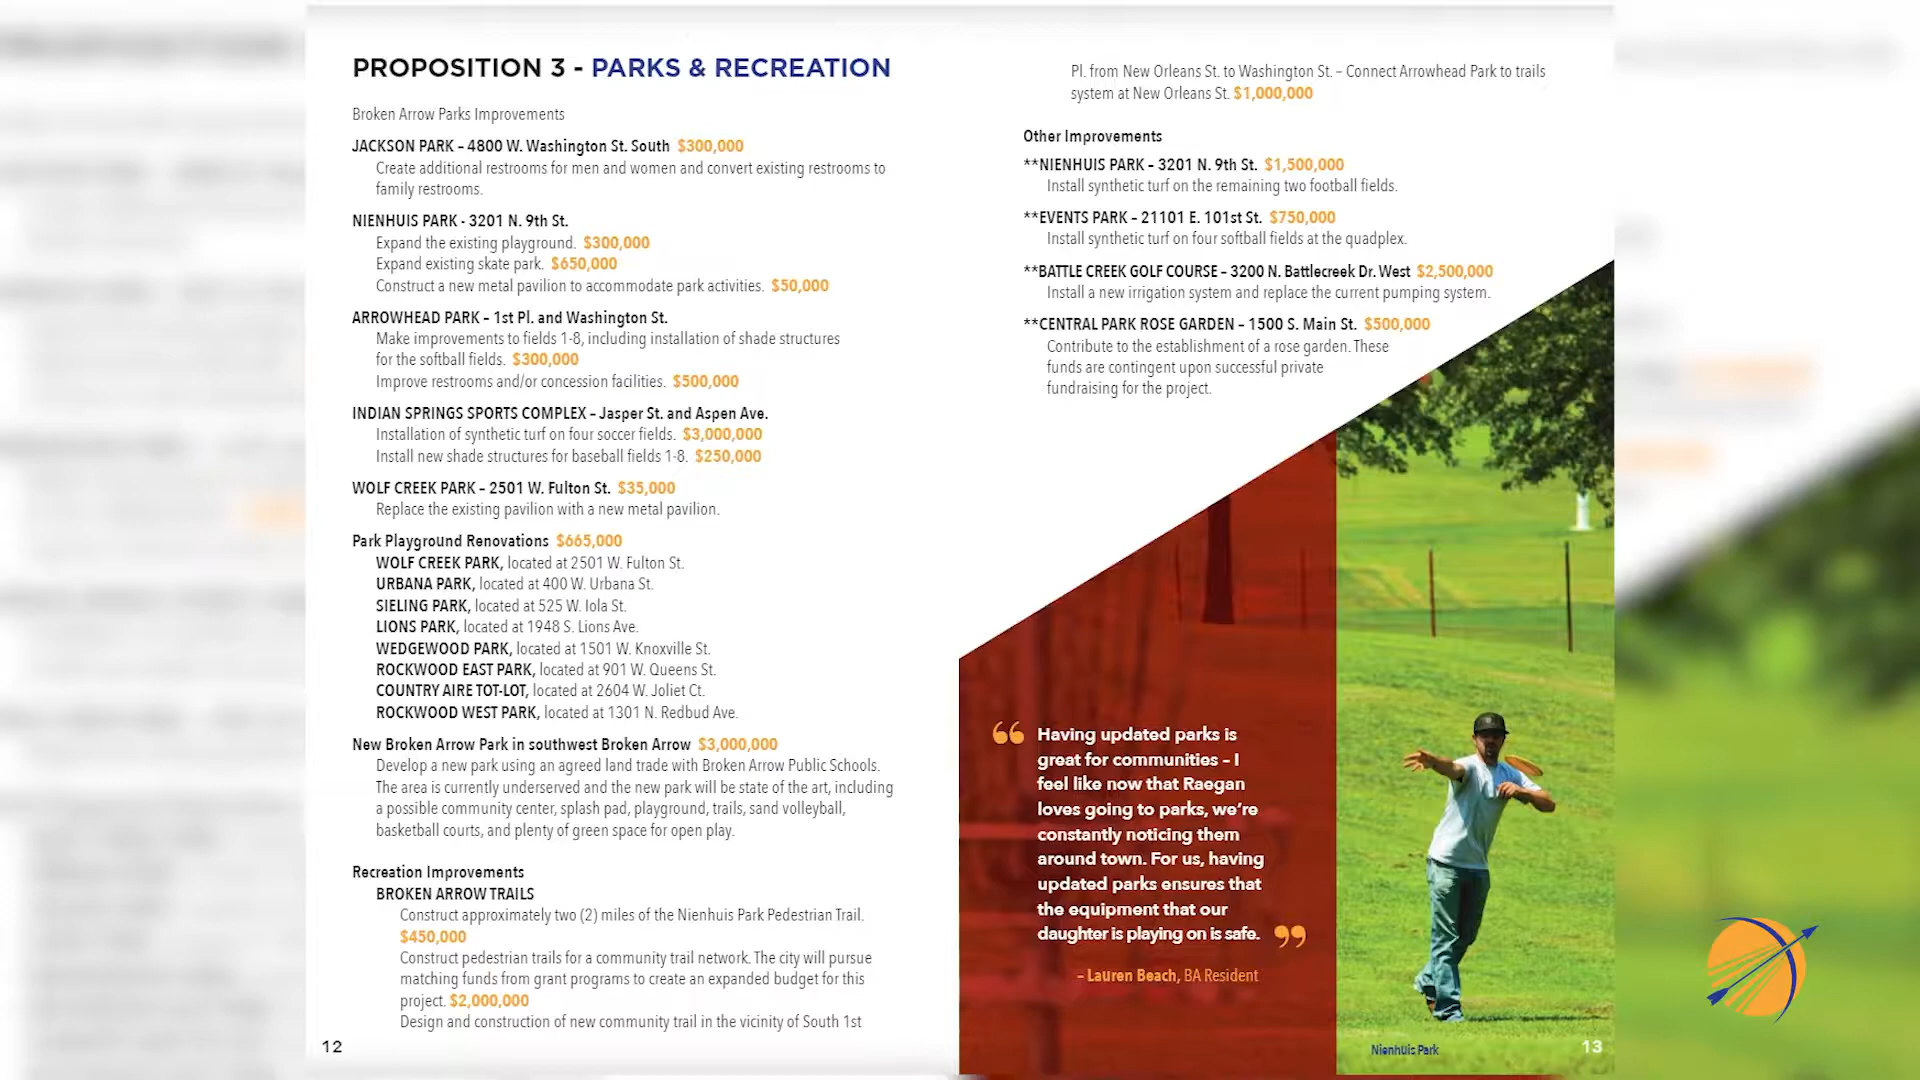 PROPOSITION 3 - PARKS & RECREATION
Broken Arrow Parks Improvements
JACKSON PARK – 4800 W. Washington St. South $300,000
Create additional restrooms for men and women and convert existing restrooms to
family restrooms.
NIENHUIS PARK - 3201 N. 9th St.
Expand the existing playground. $300,000
Expand existing skate park. $650,000
Construct a new metal pavilion to accommodate park activities. $50,000
ARROWHEAD PARK – 1st Pl. and Washington St.
Make improvements to fields 1-8, including installation of shade structures
for the softball fields. $300,000
Improve restrooms and/or concession facilities. $500,000
INDIAN SPRINGS SPORTS COMPLEX – Jasper St. and Aspen Ave.
Installation of synthetic turf on four soccer fields. $3,000,000
Install new shade structures for baseball fields 1-8. $250,000
WOLF CREEK PARK – 2501 W. Fulton St. $35,000
Replace the existing pavilion with a new metal pavilion.
Park Playground Renovations $665,000
WOLF CREEK PARK, located at 2501 W. Fulton St.
URBANA PARK, located at 400 W. Urbana St.
SIELING PARK, located at 525 W. Iola St.
LIONS PARK, located at 1948 S. Lions Ave.
WEDGEWOOD PARK, located at 1501 W. Knoxville St.
ROCKWOOD EAST PARK, located at 901 W. Queens St.
COUNTRY AIRE TOT-LOT, located at 2604 W. Joliet Ct.
ROCKWOOD WEST PARK, located at 1301 N. Redbud Ave.
New Broken Arrow Park in southwest Broken Arrow $3,000,000
Develop a new park using an agreed land trade with Broken Arrow Public Schools.
The area is currently underserved and the new park will be state of the art, including
a possible community center, splash pad, playground, trails, sand volleyball,
basketball courts, and plenty of green space for open play.
Recreation Improvements
BROKEN ARROW TRAILS
Construct approximately two (2) miles of the Nienhuis Park Pedestrian Trail.
$450,000
Construct pedestrian trails for a community trail network. The city will pursue
matching funds from grant programs to create an expanded budget for this
project. $2,000,000
Design and construction of new community trail in the vicinity of South 1st
12
Pl. from New Orleans St. to Washington St. – Connect Arrowhead Park to trails
system at New Orleans St. $1,000,000
Other Improvements
**NIENHUIS PARK – 3201 N. 9th St. $1,500,000
Install synthetic turf on the remaining two football fields.
**EVENTS PARK – 21101 E. 101st St. $750,000
Install synthetic turf on four softball fields at the quadplex.
**BATTLE CREEK GOLF COURSE – 3200 N. Battlecreek Dr. West $2,500,000
Install a new irrigation system and replace the current pumping system.
**CENTRAL PARK ROSE GARDEN – 1500 S. Main St. $500,000
Contribute to the establishment of a rose garden. These
funds are contingent upon successful private
fundraising for the project.
“ Having updated parks is
great for communities – I
feel like now that Raegan
loves going to parks, we’re
constantly noticing them
around town. For us, having
updated parks ensures that
the equipment that our
daughter is playing on is safe. ”
– Lauren Beach, BA Resident
Nienhuis Park
13